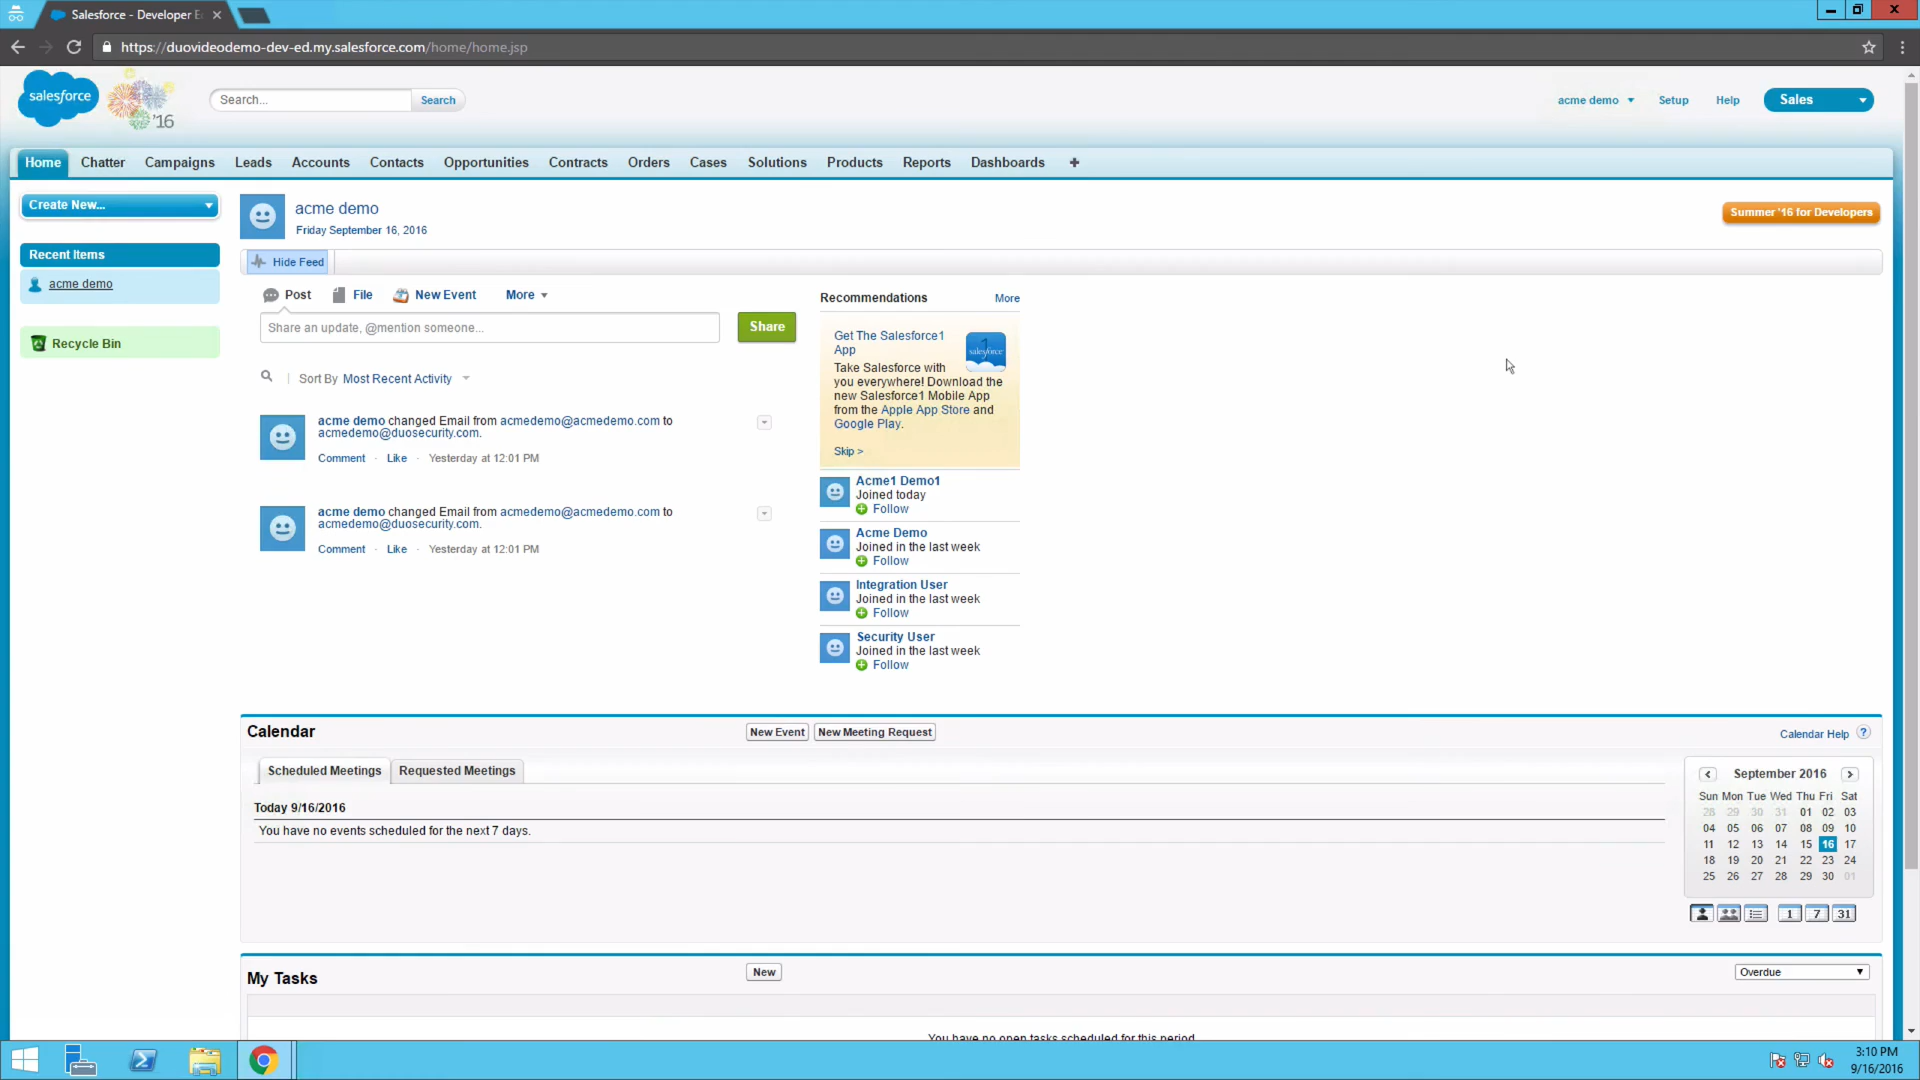 Salesforce - Developer E
https://duovideodemo-dev-ed.my.salesforce.com/home/home.jsp
salesforce
'16
Search...
Search
acme demo
Setup
Help
Sales
Home
Chatter
Campaigns
Leads
Accounts
Contacts
Opportunities
Contracts
Orders
Cases
Solutions
Products
Reports
Dashboards
+
Create New...
Recent Items
acme demo
Recycle Bin
acme demo
Friday September 16, 2016
Summer '16 for Developers
Hide Feed
Post
File
New Event
More
Share an update, @mention someone...
Share
Sort By Most Recent Activity
acme demo changed Email from acmedemo@acmedemo.com to
acmedemo@duosecurity.com.
Comment · Like · Yesterday at 12:01 PM
acme demo changed Email from acmedemo@acmedemo.com to
acmedemo@duosecurity.com.
Comment · Like · Yesterday at 12:01 PM
Recommendations
More
Get The Salesforce1
App
1
salesforce
Take Salesforce with
you everywhere! Download the
new Salesforce1 Mobile App
from the Apple App Store and
Google Play.
Skip >
Acme1 Demo1
Joined today
Follow
Acme Demo
Joined in the last week
Follow
Integration User
Joined in the last week
Follow
Security User
Joined in the last week
Follow
Calendar
New Event
New Meeting Request
Calendar Help ?
Scheduled Meetings
Requested Meetings
Today 9/16/2016
You have no events scheduled for the next 7 days.
September 2016
Sun Mon Tue Wed Thu Fri Sat
28 29 30 31 01 02 03
04 05 06 07 08 09 10
11 12 13 14 15 16 17
18 19 20 21 22 23 24
25 26 27 28 29 30 01
1 7 31
My Tasks
New
Overdue
You have no open tasks scheduled for this period.
3:10 PM
9/16/2016